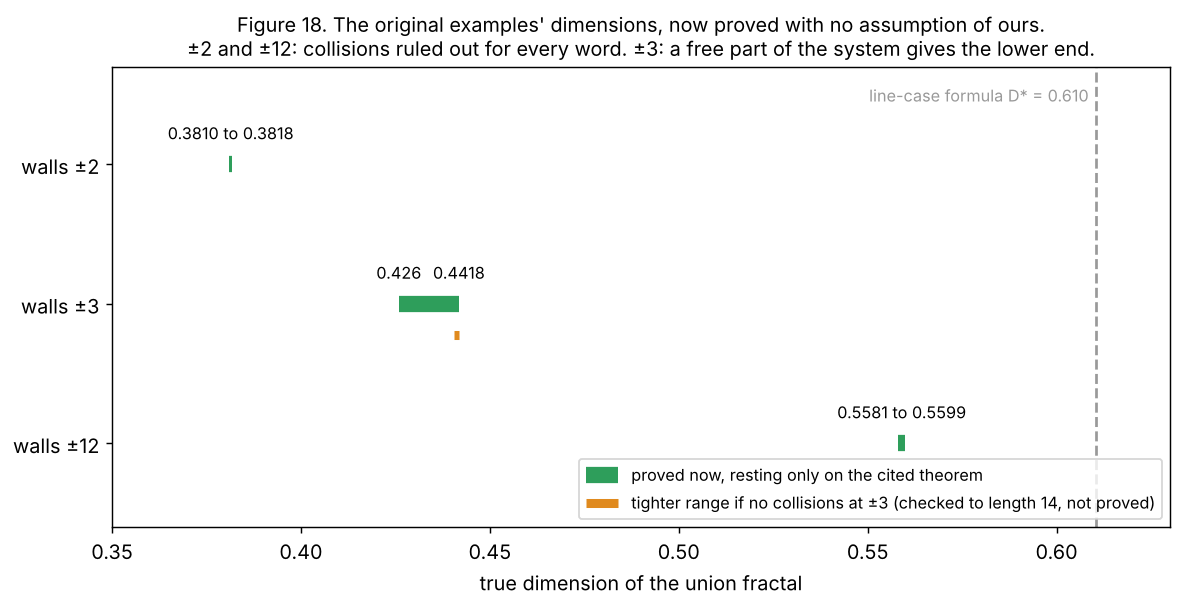 Figure 18. The original examples' dimensions, now proved with no assumption of ours.
±2 and ±12: collisions ruled out for every word. ±3: a free part of the system gives the lower end.
line-case formula D* = 0.610
0.3810 to 0.3818
walls ±2
0.426 0.4418
walls ±3
0.5581 to 0.5599
walls ±12
proved now, resting only on the cited theorem
tighter range if no collisions at ±3 (checked to length 14, not proved)
0.35 0.40 0.45 0.50 0.55 0.60
true dimension of the union fractal